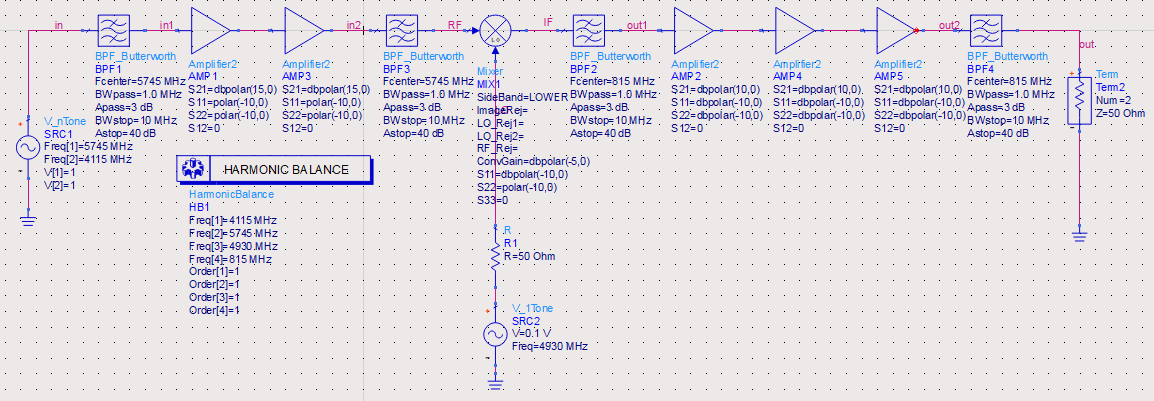 in
in1
in2
RF
IF
out1
out2
out
BPF_Butterworth
BPF1
Fcenter=5745 MHz
BWpass=1.0 MHz
Apass=3 dB
BWstop=10 MHz
Astop=40 dB
Amplifier2
AMP1
S21=dbpolar(15,0)
S11=polar(-10,0)
S22=polar(-10,0)
S12=0
Amplifier2
AMP3
S21=dbpolar(15,0)
S11=polar(-10,0)
S22=polar(-10,0)
S12=0
BPF_Butterworth
BPF3
Fcenter=5745 MHz
BWpass=1.0 MHz
Apass=3 dB
BWstop=10 MHz
Astop=40 dB
LO
Mixer
MIX1
SideBand=LOWER
ImageRej=
LO_Rej1=
LO_Rej2=
RF_Rej=
ConvGain=dbpolar(-5,0)
S11=dbpolar(-10,0)
S22=polar(-10,0)
S33=0
BPF_Butterworth
BPF2
Fcenter=815 MHz
BWpass=1.0 MHz
Apass=3 dB
BWstop=10 MHz
Astop=40 dB
Amplifier2
AMP2
S21=dbpolar(10,0)
S11=dbpolar(-10,0)
S22=dbpolar(-10,0)
S12=0
Amplifier2
AMP4
S21=dbpolar(10,0)
S11=dbpolar(-10,0)
S22=dbpolar(-10,0)
S12=0
Amplifier2
AMP5
S21=dbpolar(10,0)
S11=dbpolar(-10,0)
S22=dbpolar(-10,0)
S12=0
BPF_Butterworth
BPF4
Fcenter=815 MHz
BWpass=1.0 MHz
Apass=3 dB
BWstop=10 MHz
Astop=40 dB
Term
Term2
Num=2
Z=50 Ohm
V_nTone
SRC1
Freq[1]=5745 MHz
Freq[2]=4115 MHz
V[1]=1
V[2]=1
HARMONIC BALANCE
HarmonicBalance
HB1
Freq[1]=4115 MHz
Freq[2]=5745 MHz
Freq[3]=4930 MHz
Freq[4]=815 MHz
Order[1]=1
Order[2]=1
Order[3]=1
Order[4]=1
R
R1
R=50 Ohm
V_1Tone
SRC2
V=0.1 V
Freq=4930 MHz